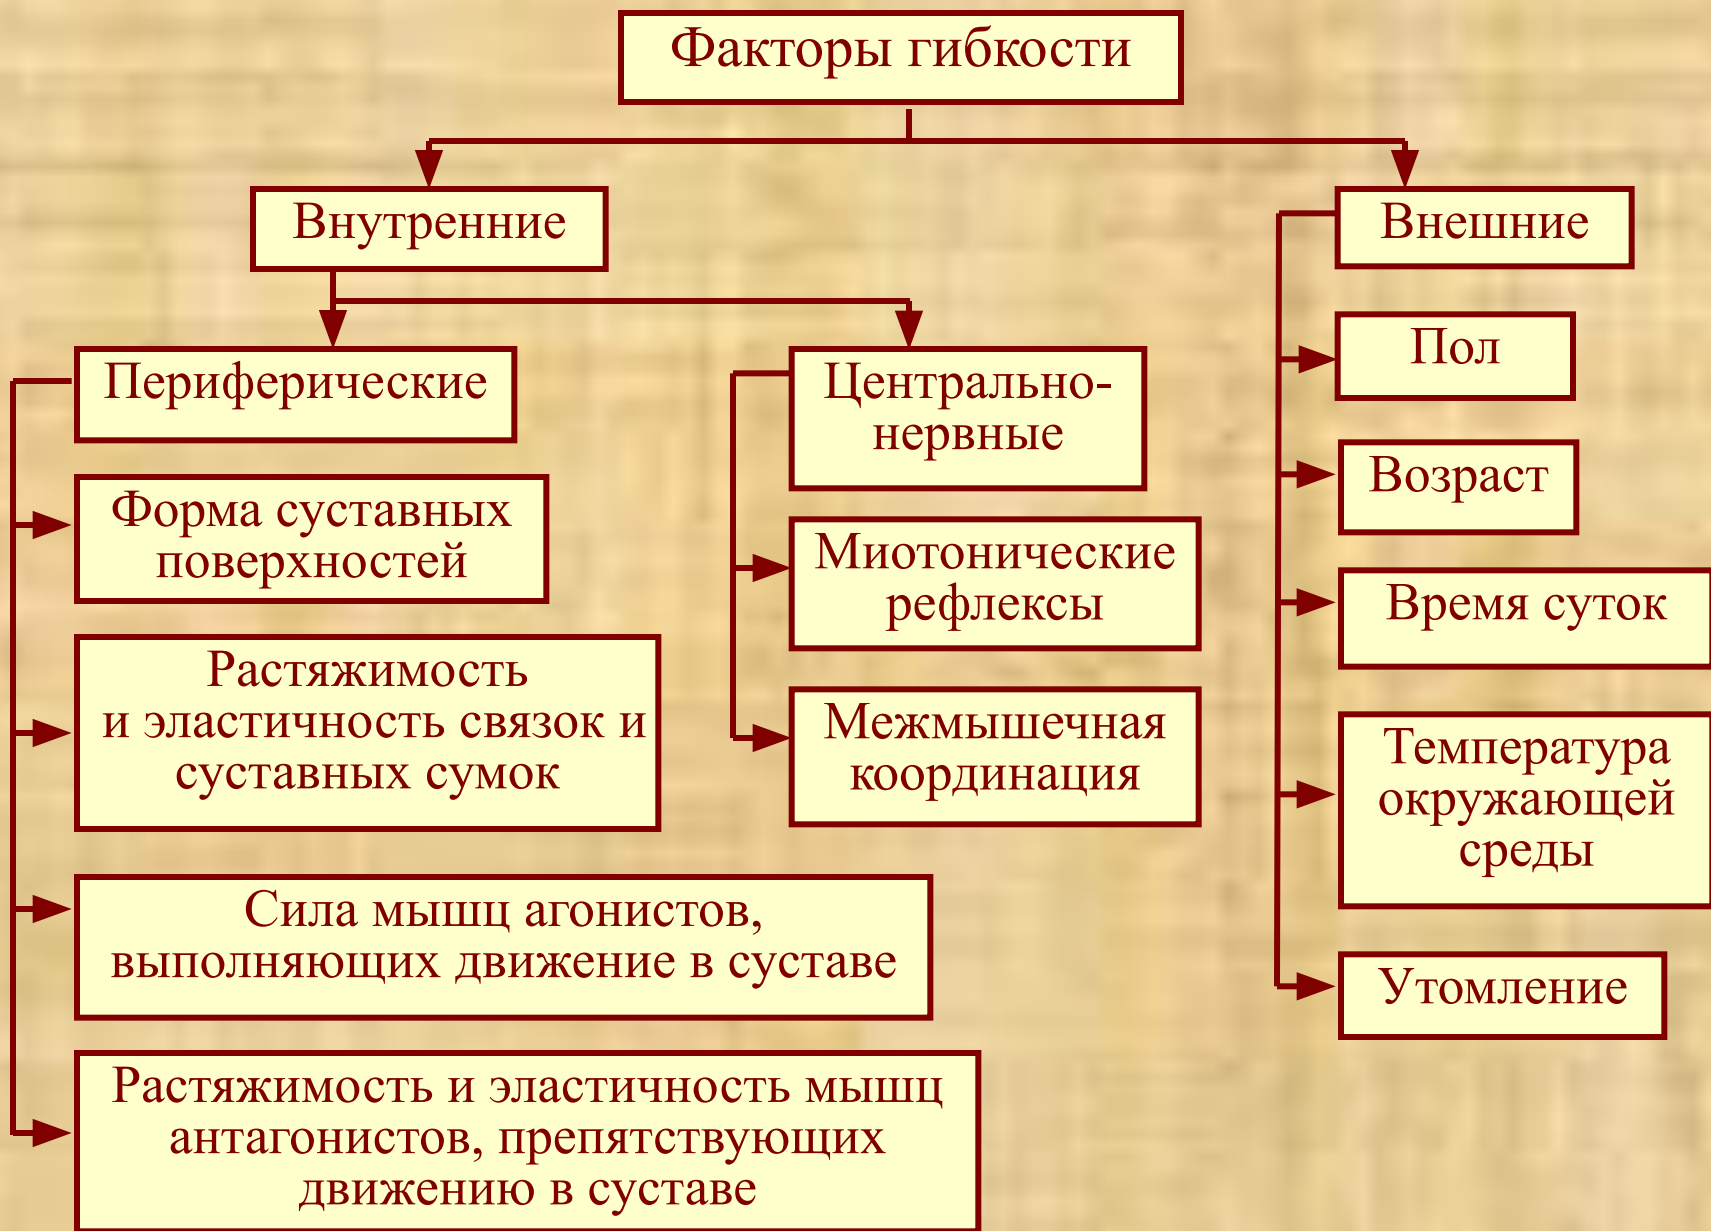 Факторы гибкости
Внутренние
Внешние
Периферические
Форма суставных
поверхностей
Растяжимость
и эластичность связок и
суставных сумок
Сила мышц агонистов,
выполняющих движение в суставе
Растяжимость и эластичность мышц
антагонистов, препятствующих
движению в суставе
Центрально-
нервные
Миотонические
рефлексы
Межмышечная
координация
Пол
Возраст
Время суток
Температура
окружающей
среды
Утомление